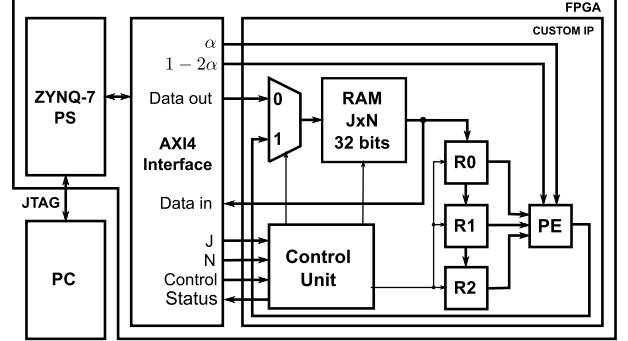 FPGA
CUSTOM IP
α
1 − 2α
ZYNQ-7
PS
Data out
0
1
RAM
JxN
32 bits
AXI4
Interface
R0
JTAG
Data in
R1
PE
J
N
Control
Status
Control
Unit
PC
R2